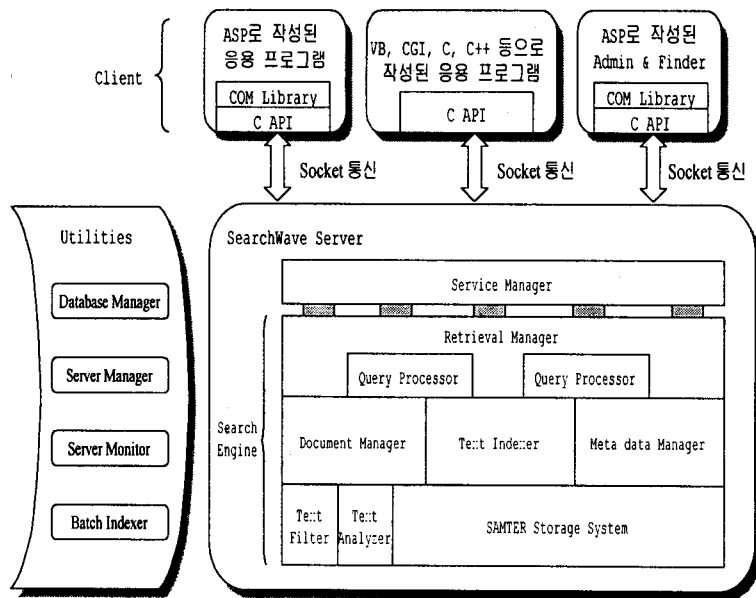 ASP로 작성된
응용 프로그램
COM Library
C API
VB, CGI, C, C++ 등으로
작성된 응용 프로그램
C API
ASP로 작성된
Admin & Finder
COM Library
C API
Client
Socket 통신
Socket 통신
Socket 통신
Utilities
Database Manager
Server Manager
Server Monitor
Batch Indexer
SearchWave Server
Service Manager
Retrieval Manager
Query Processor
Query Processor
Search
Engine
Document Manager
Text Indexer
Meta data Manager
Text
Filter
Text
Analyzer
SAMTER Storage System